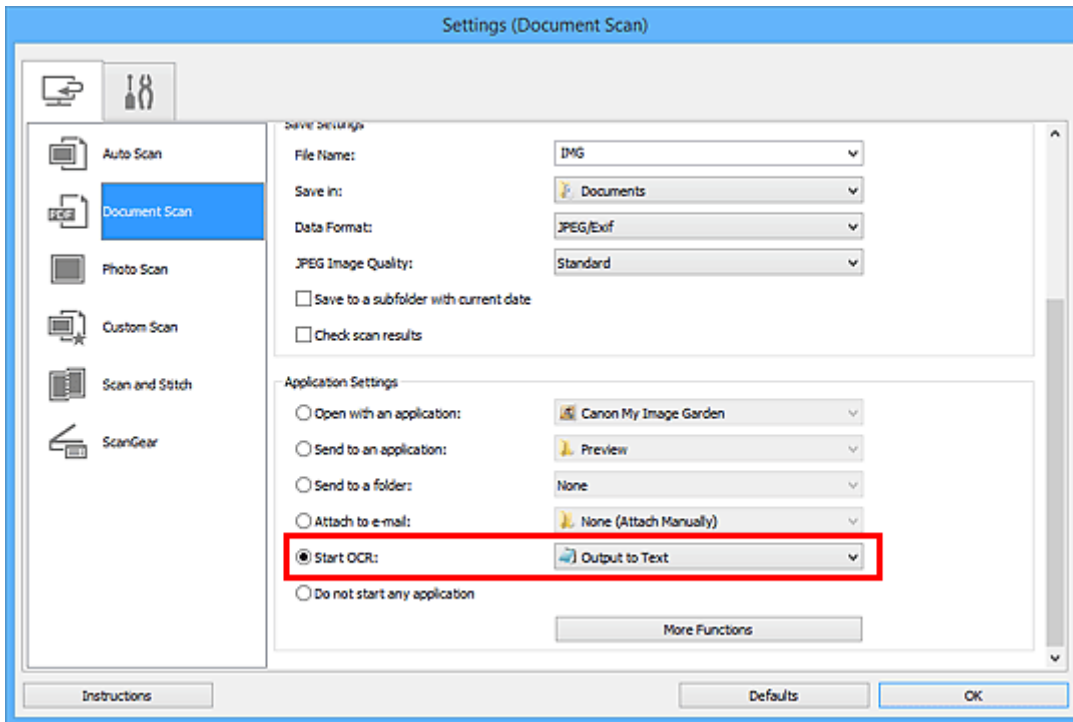 Settings (Document Scan)
Auto Scan
PDF
Document Scan
Photo Scan
Custom Scan
Scan and Stitch
ScanGear
Save Settings
File Name: IMG
Save in: Documents
Data Format: JPEG/Exif
JPEG Image Quality: Standard
Save to a subfolder with current date
Check scan results
Application Settings
Open with an application: Canon My Image Garden
Send to an application: Preview
Send to a folder: None
Attach to e-mail: None (Attach Manually)
Start OCR: Output to Text
Do not start any application
More Functions
Instructions Defaults OK